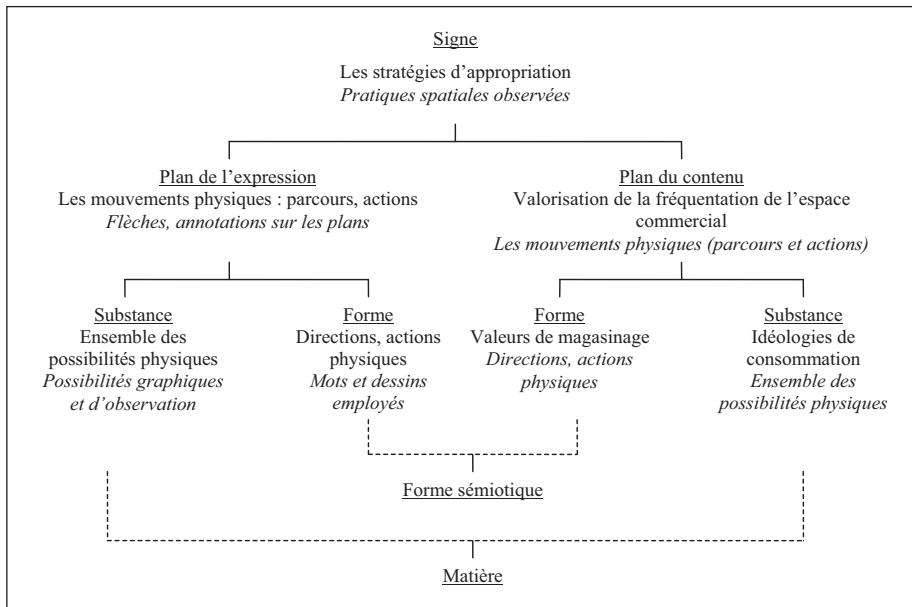 Signe
Les stratégies d’appropriation
Pratiques spatiales observées
Plan de l’expression
Les mouvements physiques : parcours, actions
Flèches, annotations sur les plans
Plan du contenu
Valorisation de la fréquentation de l’espace
commercial
Les mouvements physiques (parcours et actions)
Substance
Ensemble des
possibilités physiques
Possibilités graphiques
et d’observation
Forme
Directions, actions
physiques
Mots et dessins
employés
Forme
Valeurs de magasinage
Directions, actions
physiques
Substance
Idéologies de
consommation
Ensemble des
possibilités physiques
Forme sémiotique
Matière